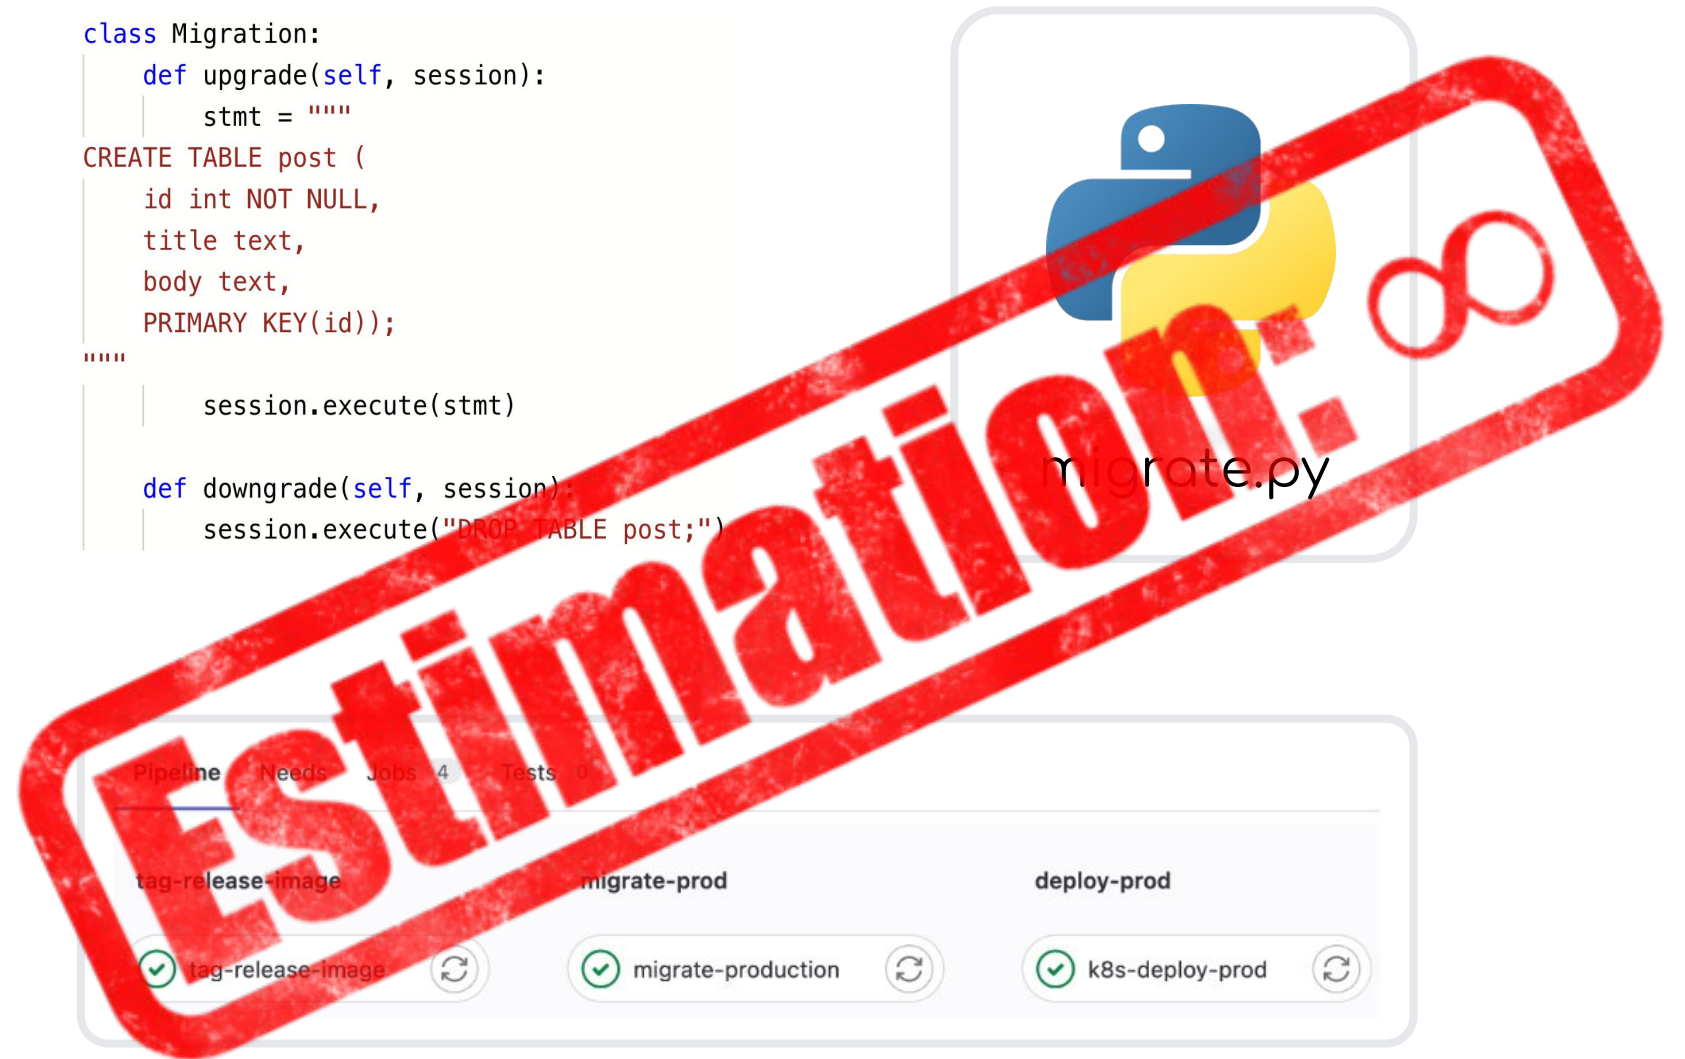 class Migration:
    def upgrade(self, session):
        stmt = """
CREATE TABLE post (
    id int NOT NULL,
    title text,
    body text,
    PRIMARY KEY(id));
"""
        session.execute(stmt)
    def downgrade(self, session):
        session.execute("DROP TABLE post;")
migrate.py
Estimation: ∞
Pipeline Needs Jobs 4 Tests 0
tag-release-image migrate-prod deploy-prod
tag-release-image migrate-production k8s-deploy-prod